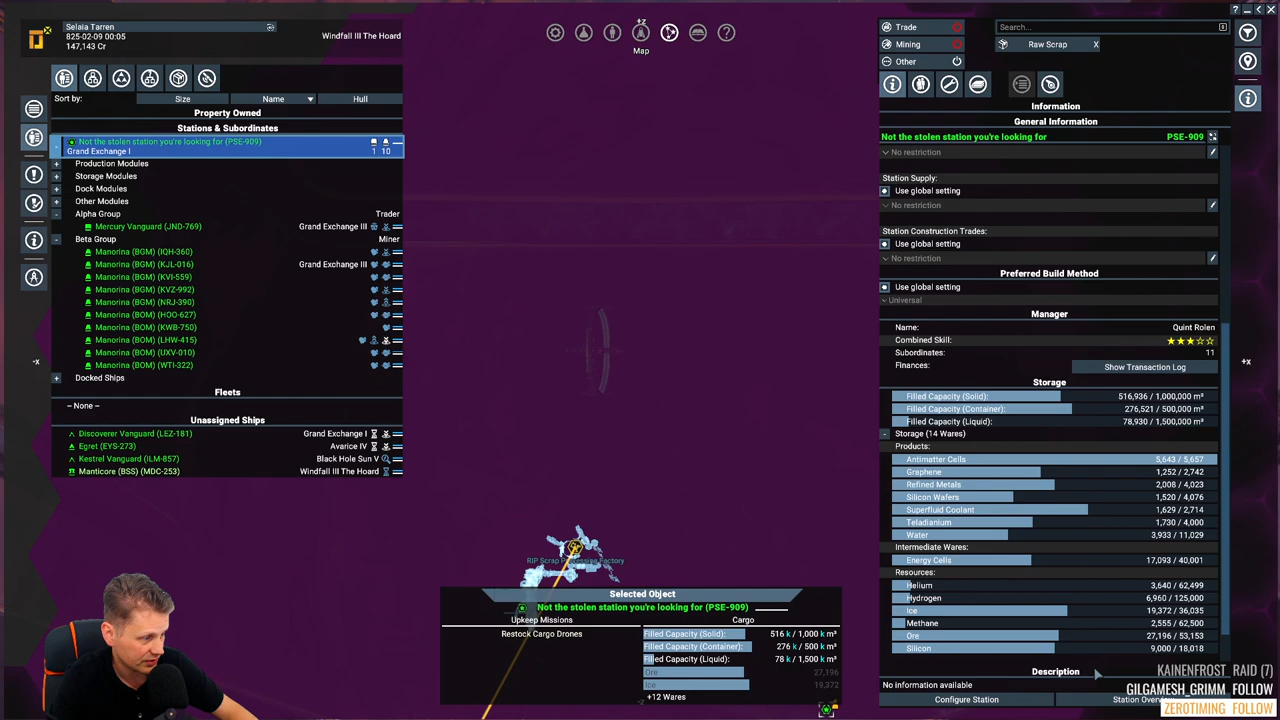 Selaia Tarren
825-02-09 00:05
147,143 Cr
Windfall III The Hoard
Map
Sort by:
Size
Name
Hull
Property Owned
Stations & Subordinates
Not the stolen station you're looking for (PSE-909)
Grand Exchange I
1 10
Production Modules
Storage Modules
Dock Modules
Other Modules
Alpha Group
Trader
Mercury Vanguard (JND-769)
Grand Exchange III
Beta Group
Miner
Manorina (BGM) (IQH-360)
Manorina (BGM) (KJL-016)
Grand Exchange III
Manorina (BGM) (KVI-559)
Manorina (BGM) (KVZ-992)
Manorina (BGM) (NRJ-390)
Manorina (BOM) (HOO-627)
Manorina (BOM) (KWB-750)
Manorina (BOM) (LHW-415)
Manorina (BOM) (UXV-010)
Manorina (BOM) (WTI-322)
Docked Ships
Fleets
– None –
Unassigned Ships
Discoverer Vanguard (LEZ-181)
Grand Exchange I
Egret (EYS-273)
Avarice IV
Kestrel Vanguard (ILM-857)
Black Hole Sun V
Manticore (BSS) (MDC-253)
Windfall III The Hoard
-x
+z
+x
RIP Scrap Processing Factory
Selected Object
Not the stolen station you're looking for (PSE-909)
Upkeep Missions
Cargo
Restock Cargo Drones
Filled Capacity (Solid): 516 k / 1,000 k m³
Filled Capacity (Container): 276 k / 500 k m³
Filled Capacity (Liquid): 78 k / 1,500 k m³
Ore 27,196
Ice 19,372
+12 Wares
Trade
Mining
Other
Search...
Raw Scrap X
Information
General Information
Not the stolen station you're looking for PSE-909
No restriction
Station Supply:
Use global setting
No restriction
Station Construction Trades:
Use global setting
No restriction
Preferred Build Method
Use global setting
Universal
Manager
Name: Quint Rolen
Combined Skill: ★★★☆☆
Subordinates: 11
Finances: Show Transaction Log
Storage
Filled Capacity (Solid): 516,936 / 1,000,000 m³
Filled Capacity (Container): 276,521 / 500,000 m³
Filled Capacity (Liquid): 78,930 / 1,500,000 m³
Storage (14 Wares)
Products:
Antimatter Cells 5,643 / 5,657
Graphene 1,252 / 2,742
Refined Metals 2,008 / 4,023
Silicon Wafers 1,520 / 4,076
Superfluid Coolant 1,629 / 2,714
Teladianium 1,730 / 4,000
Water 3,933 / 11,029
Intermediate Wares:
Energy Cells 17,093 / 40,001
Resources:
Helium 3,640 / 62,499
Hydrogen 6,960 / 125,000
Ice 19,372 / 36,035
Methane 2,555 / 62,500
Ore 27,196 / 53,153
Silicon 9,000 / 18,018
Description
No information available
Configure Station
Station
KAINENFROST RAID (7)
GILGAMESH_GRIMM FOLLOW
ZEROTIMING FOLLOW